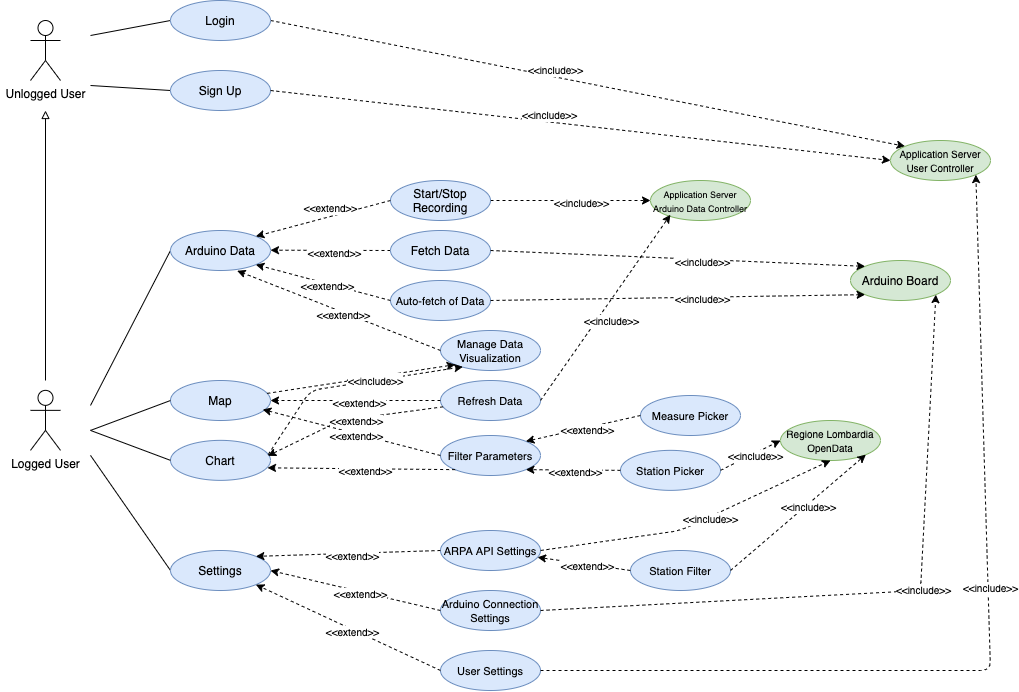 Login
Unlogged User
Sign Up
<<include>>
<<include>>
Application Server
User Controller
Start/Stop
Recording
<<extend>>
<<include>>
Application Server
Arduino Data Controller
Arduino Data
<<extend>>
Fetch Data
<<include>>
Arduino Board
<<extend>>
Auto-fetch of Data
<<include>>
<<extend>>
<<include>>
Manage Data
Visualization
<<include>>
Map
<<extend>>
Refresh Data
<<extend>>
<<extend>>
Measure Picker
<<extend>>
Regione Lombardia
OpenData
Logged User
Chart
Filter Parameters
<<extend>>
<<extend>>
Station Picker
<<include>>
<<include>>
<<include>>
ARPA API Settings
<<extend>>
Settings
<<extend>>
Station Filter
<<extend>>
Arduino Connection
Settings
<<include>>
<<include>>
<<extend>>
User Settings